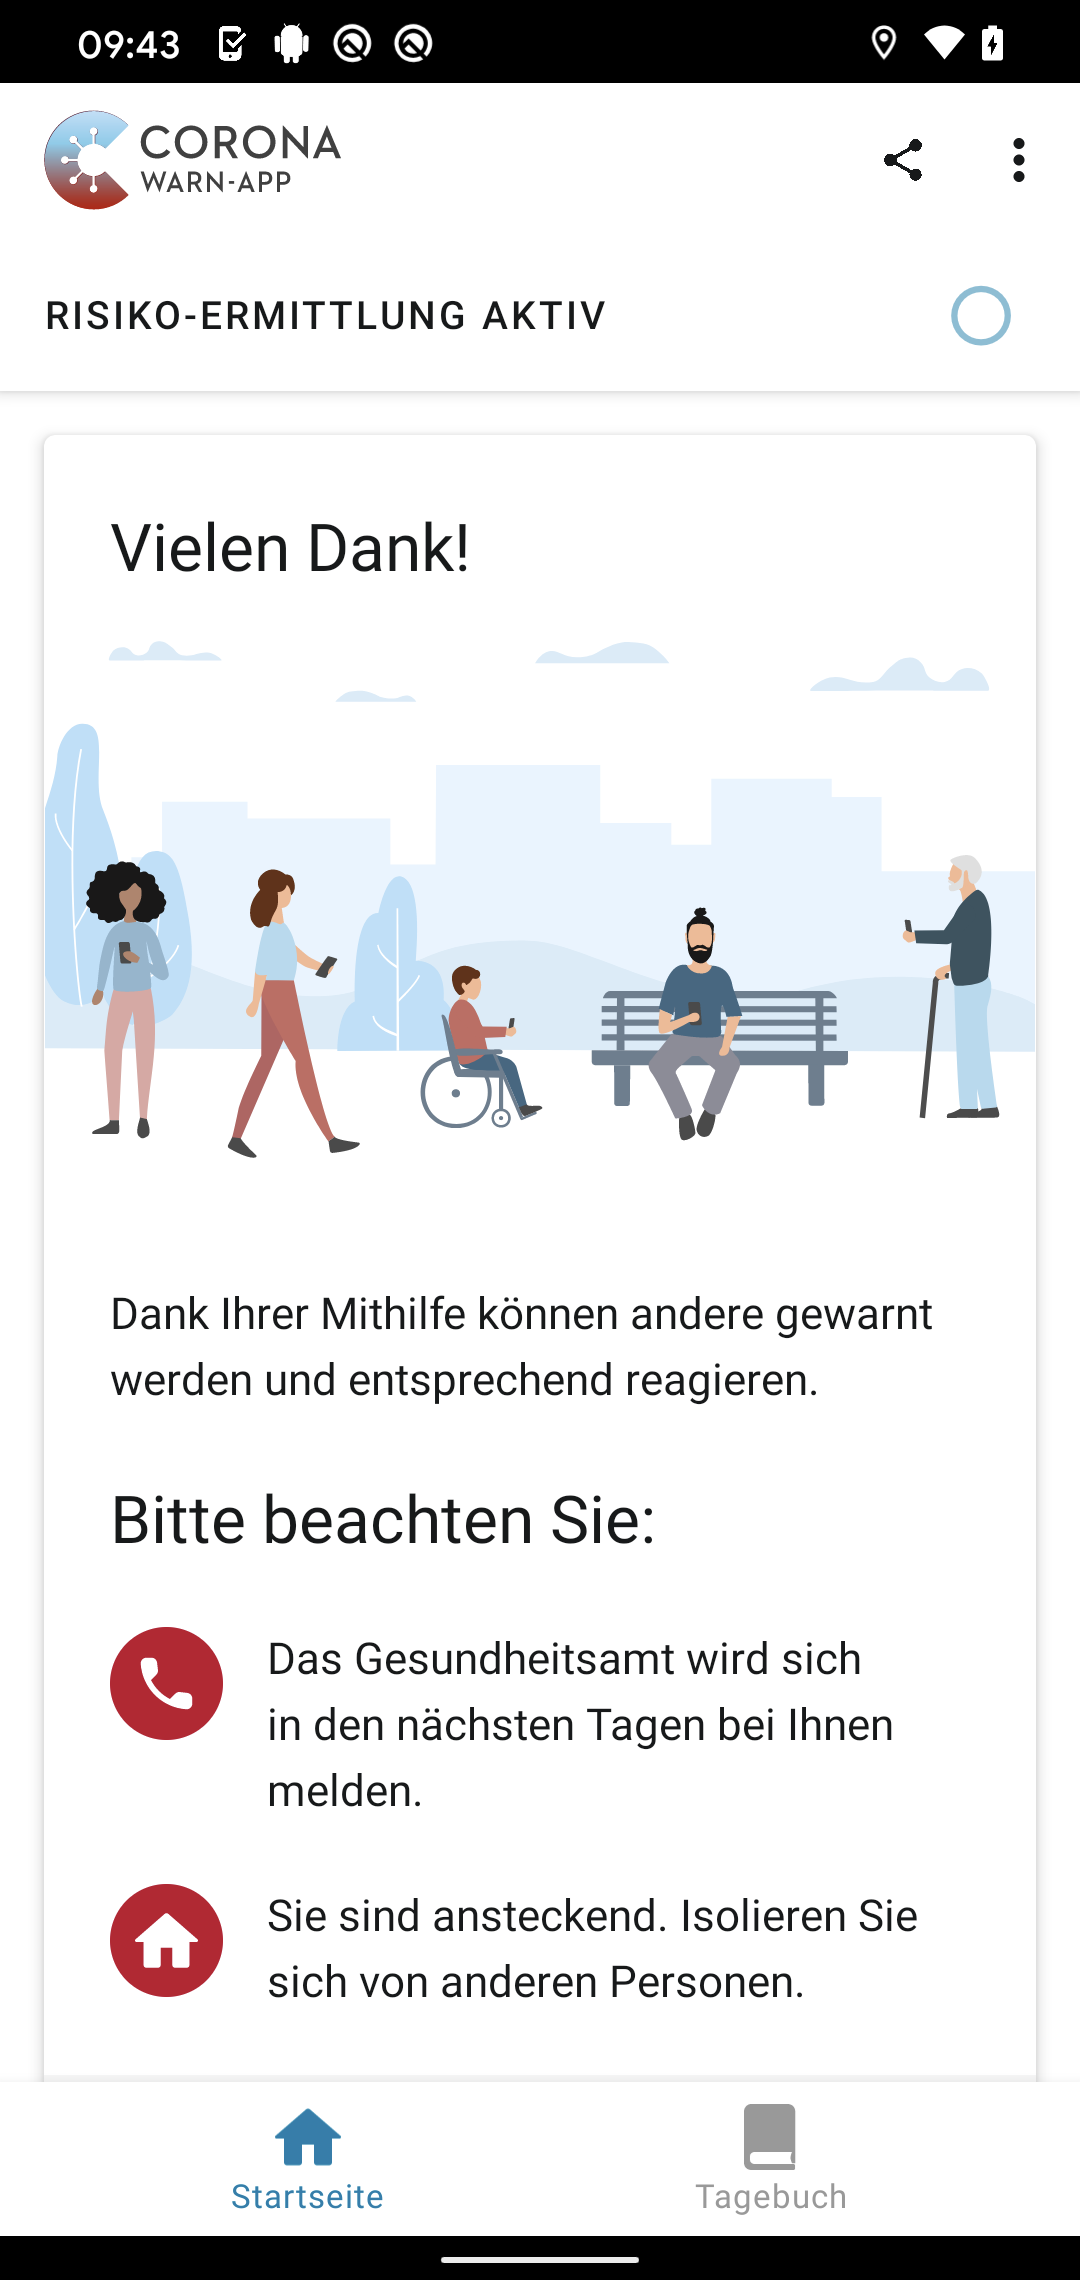 09:43
CORONA
WARN-APP
RISIKO-ERMITTLUNG AKTIV
Vielen Dank!
Dank Ihrer Mithilfe können andere gewarnt
werden und entsprechend reagieren.
Bitte beachten Sie:
Das Gesundheitsamt wird sich
in den nächsten Tagen bei Ihnen
melden.
Sie sind ansteckend. Isolieren Sie
sich von anderen Personen.
Startseite
Tagebuch